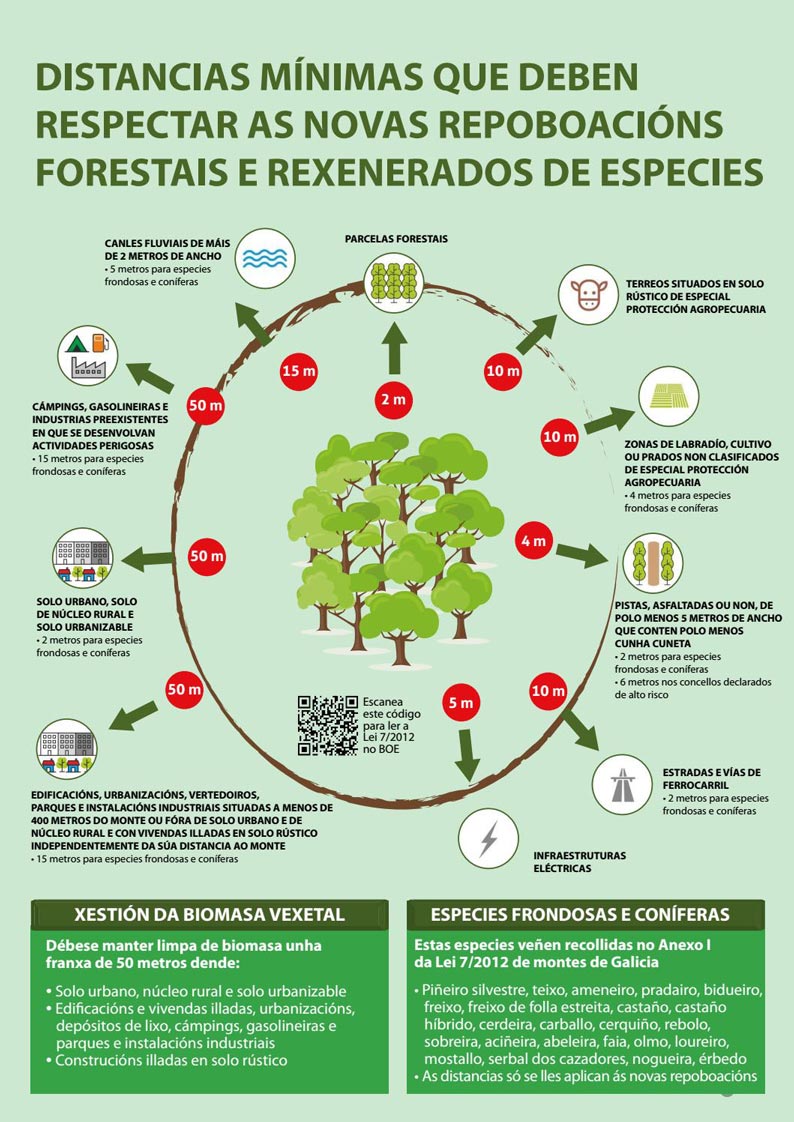 DISTANCIAS MÍNIMAS QUE DEBEN
RESPECTAR AS NOVAS REPOBOACIÓNS
FORESTAIS E REXENERADOS DE ESPECIES
CANLES FLUVIAIS DE MÁIS
DE 2 METROS DE ANCHO
• 5 metros para especies
frondosas e coníferas
15 m
PARCELAS FORESTAIS
2 m
TERREOS SITUADOS EN SOLO
RÚSTICO DE ESPECIAL
PROTECCIÓN AGROPECUARIA
10 m
CÁMPINGS, GASOLINEIRAS E
INDUSTRIAS PREEXISTENTES
EN QUE SE DESENVOLVAN
ACTIVIDADES PERIGOSAS
• 15 metros para especies
frondosas e coníferas
50 m
10 m
ZONAS DE LABRADÍO, CULTIVO
OU PRADOS NON CLASIFICADOS
DE ESPECIAL PROTECCIÓN
AGROPECUARIA
• 4 metros para especies
frondosas e coníferas
50 m
SOLO URBANO, SOLO
DE NÚCLEO RURAL E
SOLO URBANIZABLE
• 2 metros para especies
frondosas e coníferas
4 m
PISTAS, ASFALTADAS OU NON, DE
POLO MENOS 5 METROS DE ANCHO
QUE CONTEN POLO MENOS
CUNHA CUNETA
• 2 metros para especies
frondosas e coníferas
• 6 metros nos concellos declarados
de alto risco
50 m
EDIFICACIÓNS, URBANIZACIÓNS, VERTEDOIROS,
PARQUES E INSTALACIÓNS INDUSTRIAIS SITUADAS A MENOS DE
400 METROS DO MONTE OU FÓRA DE SOLO URBANO E DE
NÚCLEO RURAL E CON VIVENDAS ILLADAS EN SOLO RÚSTICO
INDEPENDENTEMENTE DA SÚA DISTANCIA AO MONTE
• 15 metros para especies frondosas e coníferas
Escanea
este código
para ler a
Lei 7/2012
no BOE
5 m
INFRAESTRUTURAS
ELÉCTRICAS
10 m
ESTRADAS E VÍAS DE
FERROCARRIL
• 2 metros para especies
frondosas e coníferas
XESTIÓN DA BIOMASA VEXETAL
Débese manter limpa de biomasa unha
franxa de 50 metros dende:
• Solo urbano, núcleo rural e solo urbanizable
• Edificacións e vivendas illadas, urbanizacións,
depósitos de lixo, cámpings, gasolineiras e
parques e instalacións industriais
• Construcións illadas en solo rústico
ESPECIES FRONDOSAS E CONÍFERAS
Estas especies veñen recollidas no Anexo I
da Lei 7/2012 de montes de Galicia
• Piñeiro silvestre, teixo, ameneiro, pradairo, bidueiro,
freixo, freixo de folla estreita, castaño, castaño
híbrido, cerdeira, carballo, cerquiño, rebolo,
sobreira, aciñeira, abeleira, faia, olmo, loureiro,
mostallo, serbal dos cazadores, nogueira, érbedo
• As distancias só se lles aplican ás novas repoboacións